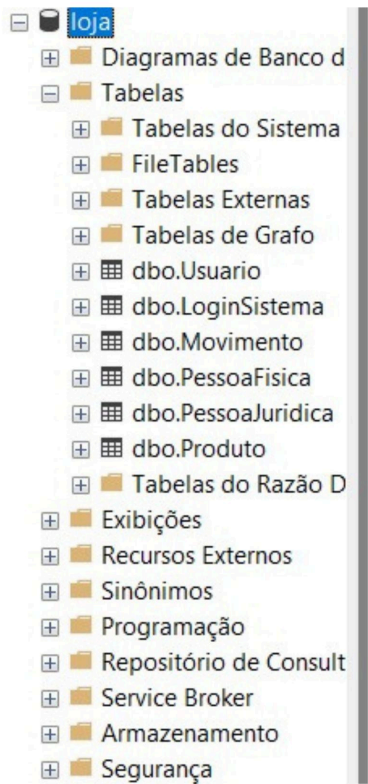 loja
Diagramas de Banco d
Tabelas
Tabelas do Sistema
FileTables
Tabelas Externas
Tabelas de Grafo
dbo.Usuario
dbo.LoginSistema
dbo.Movimento
dbo.PessoaFisica
dbo.PessoaJuridica
dbo.Produto
Tabelas do Razão D
Exibições
Recursos Externos
Sinônimos
Programação
Repositório de Consult
Service Broker
Armazenamento
Segurança